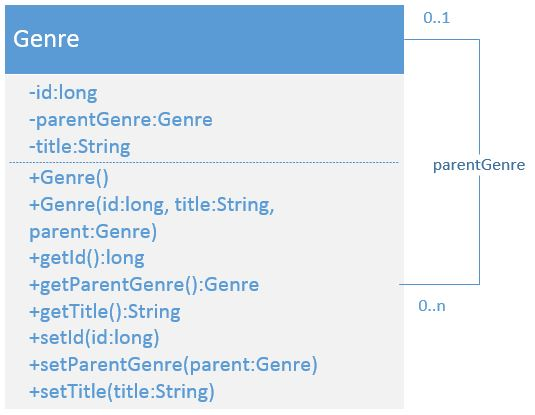 Genre
0..1
-id:long
-parentGenre:Genre
-title:String
parentGenre
+Genre()
+Genre(id:long, title:String,
parent:Genre)
+getId():long
+getParentGenre():Genre
0..n
+getTitle():String
+setId(id:long)
+setParentGenre(parent:Genre)
+setTitle(title:String)